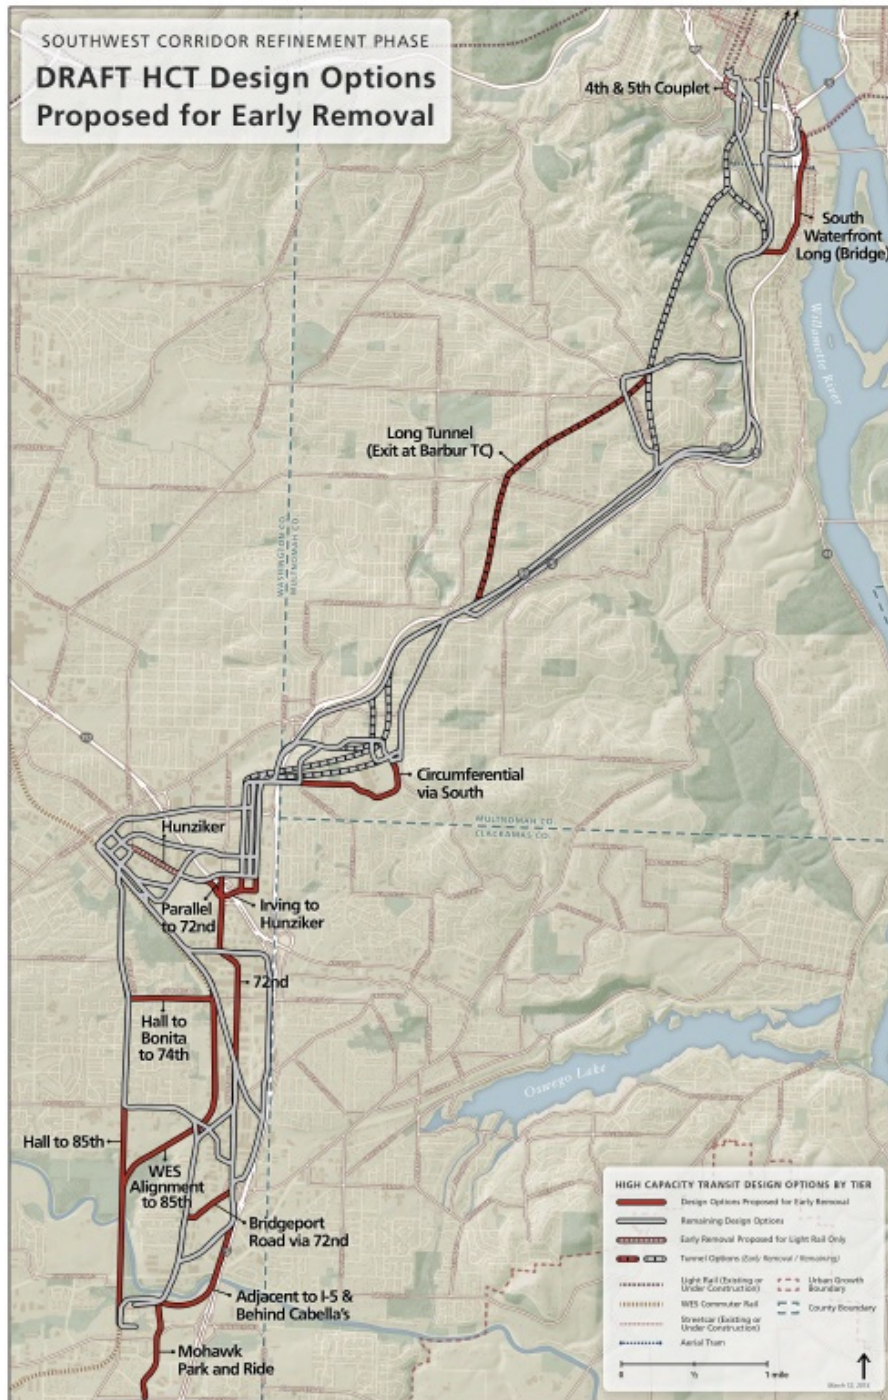 SOUTHWEST CORRIDOR REFINEMENT PHASE
DRAFT HCT Design Options
Proposed for Early Removal
4th & 5th Couplet
South
Waterfront
Long (Bridge)
Willamette River
Long Tunnel
(Exit at Barbur TC)
WASHINGTON CO.
MULTNOMAH CO.
Circumferential
via South
MULTNOMAH CO.
CLACKAMAS CO.
Hunziker
Parallel
to 72nd
Irving to
Hunziker
72nd
Hall to
Bonita
to 74th
Oswego Lake
Hall to 85th
WES
Alignment
to 85th
Bridgeport
Road via 72nd
Adjacent to I-5 &
Behind Cabella's
Mohawk
Park and Ride
HIGH CAPACITY TRANSIT DESIGN OPTIONS BY TIER
Design Options Proposed for Early Removal
Remaining Design Options
Early Removal Proposed for Light Rail Only
Tunnel Options (Early Removal / Remaining)
Light Rail (Existing or
Under Construction)
Urban Growth
Boundary
WES Commuter Rail
County Boundary
Streetcar (Existing or
Under Construction)
Aerial Tram
0 ½ 1 mile